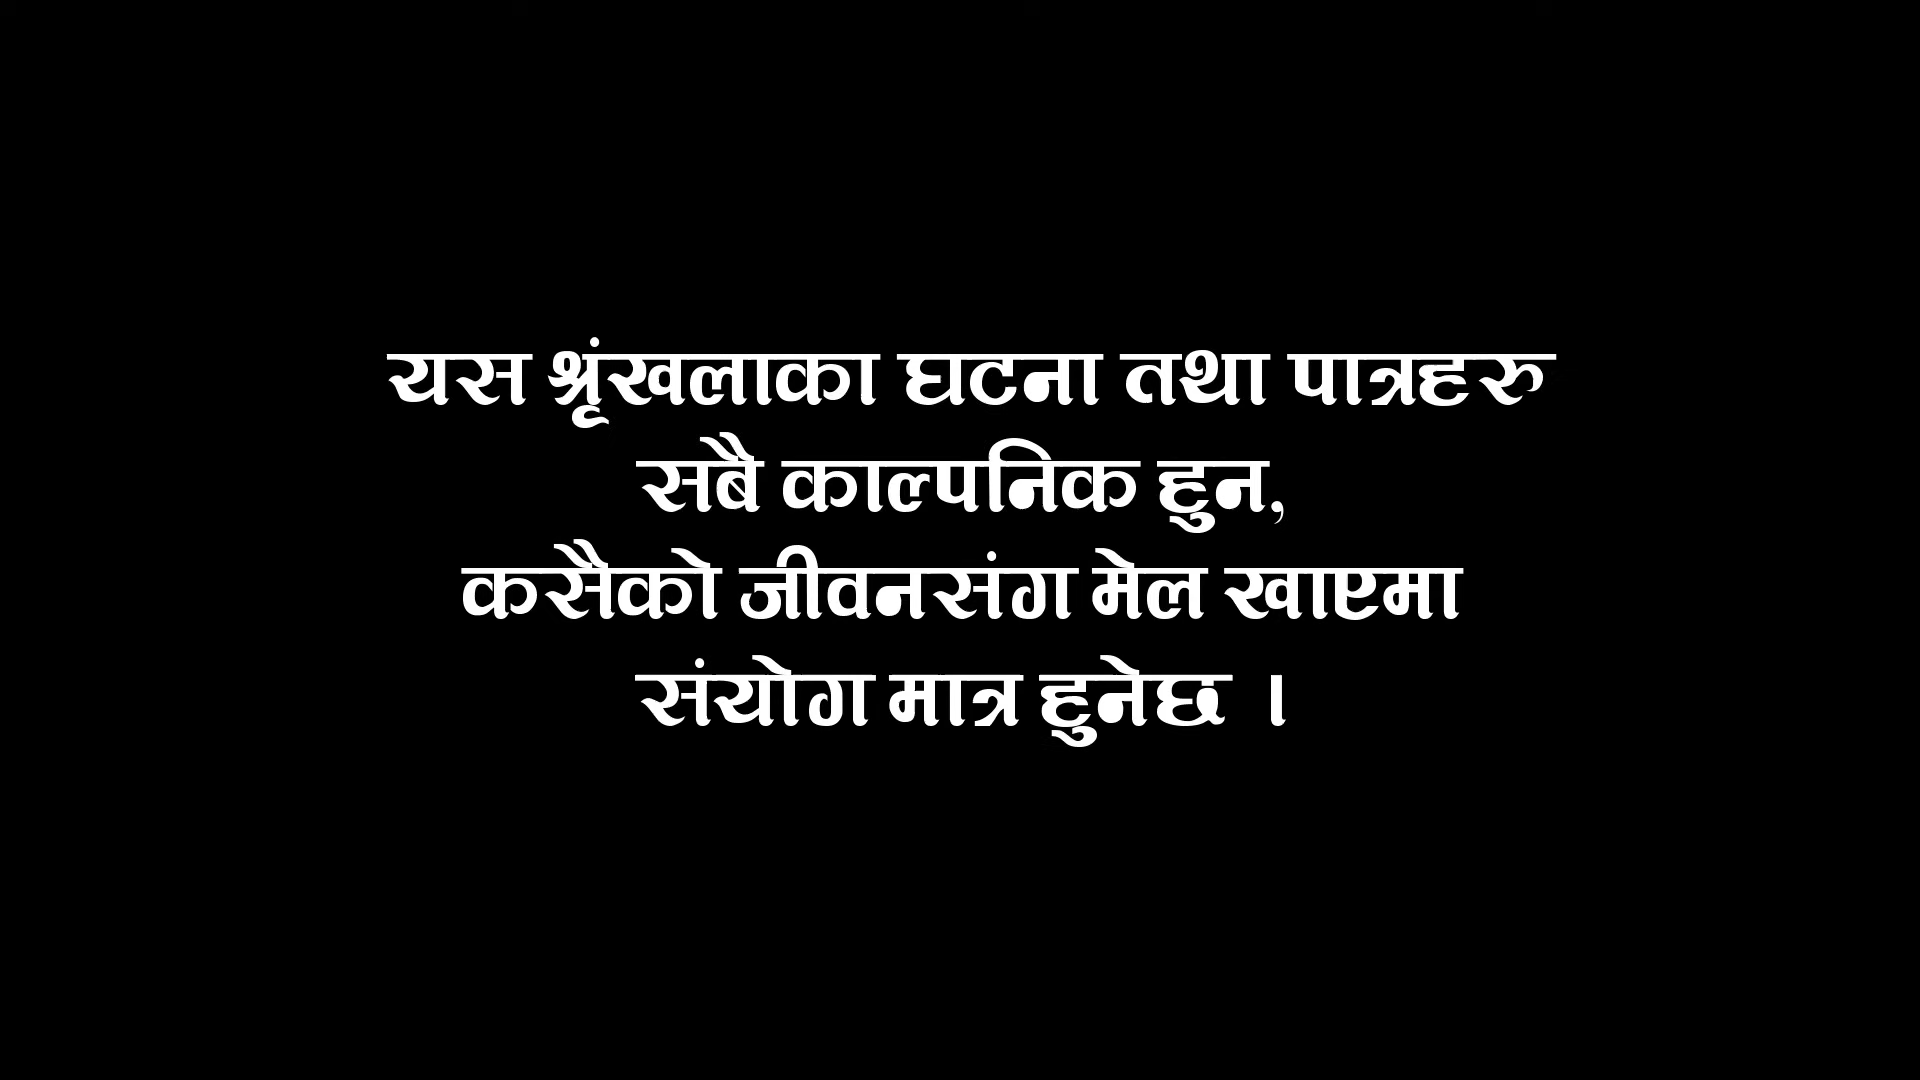 यस श्रृंखलाका घटना तथा पात्रहरु
सबै काल्पनिक हुन,
कसैको जीवनसंग मेल खाएमा
संयोग मात्र हुनेछ ।